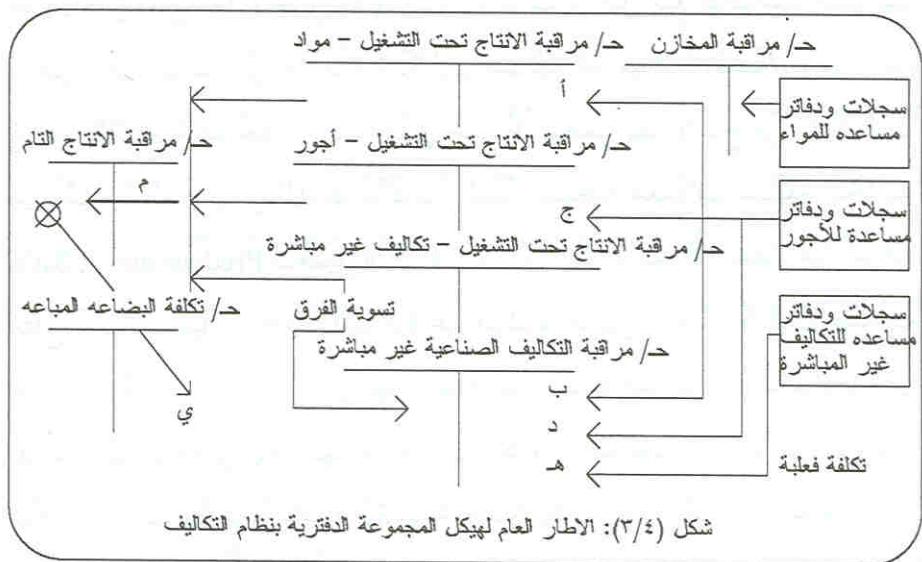 حـ/ مراقبة المخازن
حـ/ مراقبة الانتاج تحت التشغيل – مواد
سجلات ودفاتر
مساعده للمواء
أ
حـ/ مراقبة الانتاج تحت التشغيل – أجور
حـ/ مراقبة الانتاج التام
م
سجلات ودفاتر
مساعدة للأجور
ج
حـ/ مراقبة الانتاج تحت التشغيل – تكاليف غير مباشرة
تسوية الفرق
حـ/ تكلفة البضاعه المباعه
سجلات ودفاتر
مساعده للتكاليف
غير المباشرة
حـ/ مراقبة التكاليف الصناعية غير مباشرة
ب
ي
د
هـ
تكلفة فعلبة
شكل (٣/٤): الاطار العام لهيكل المجموعة الدفترية بنظام التكاليف